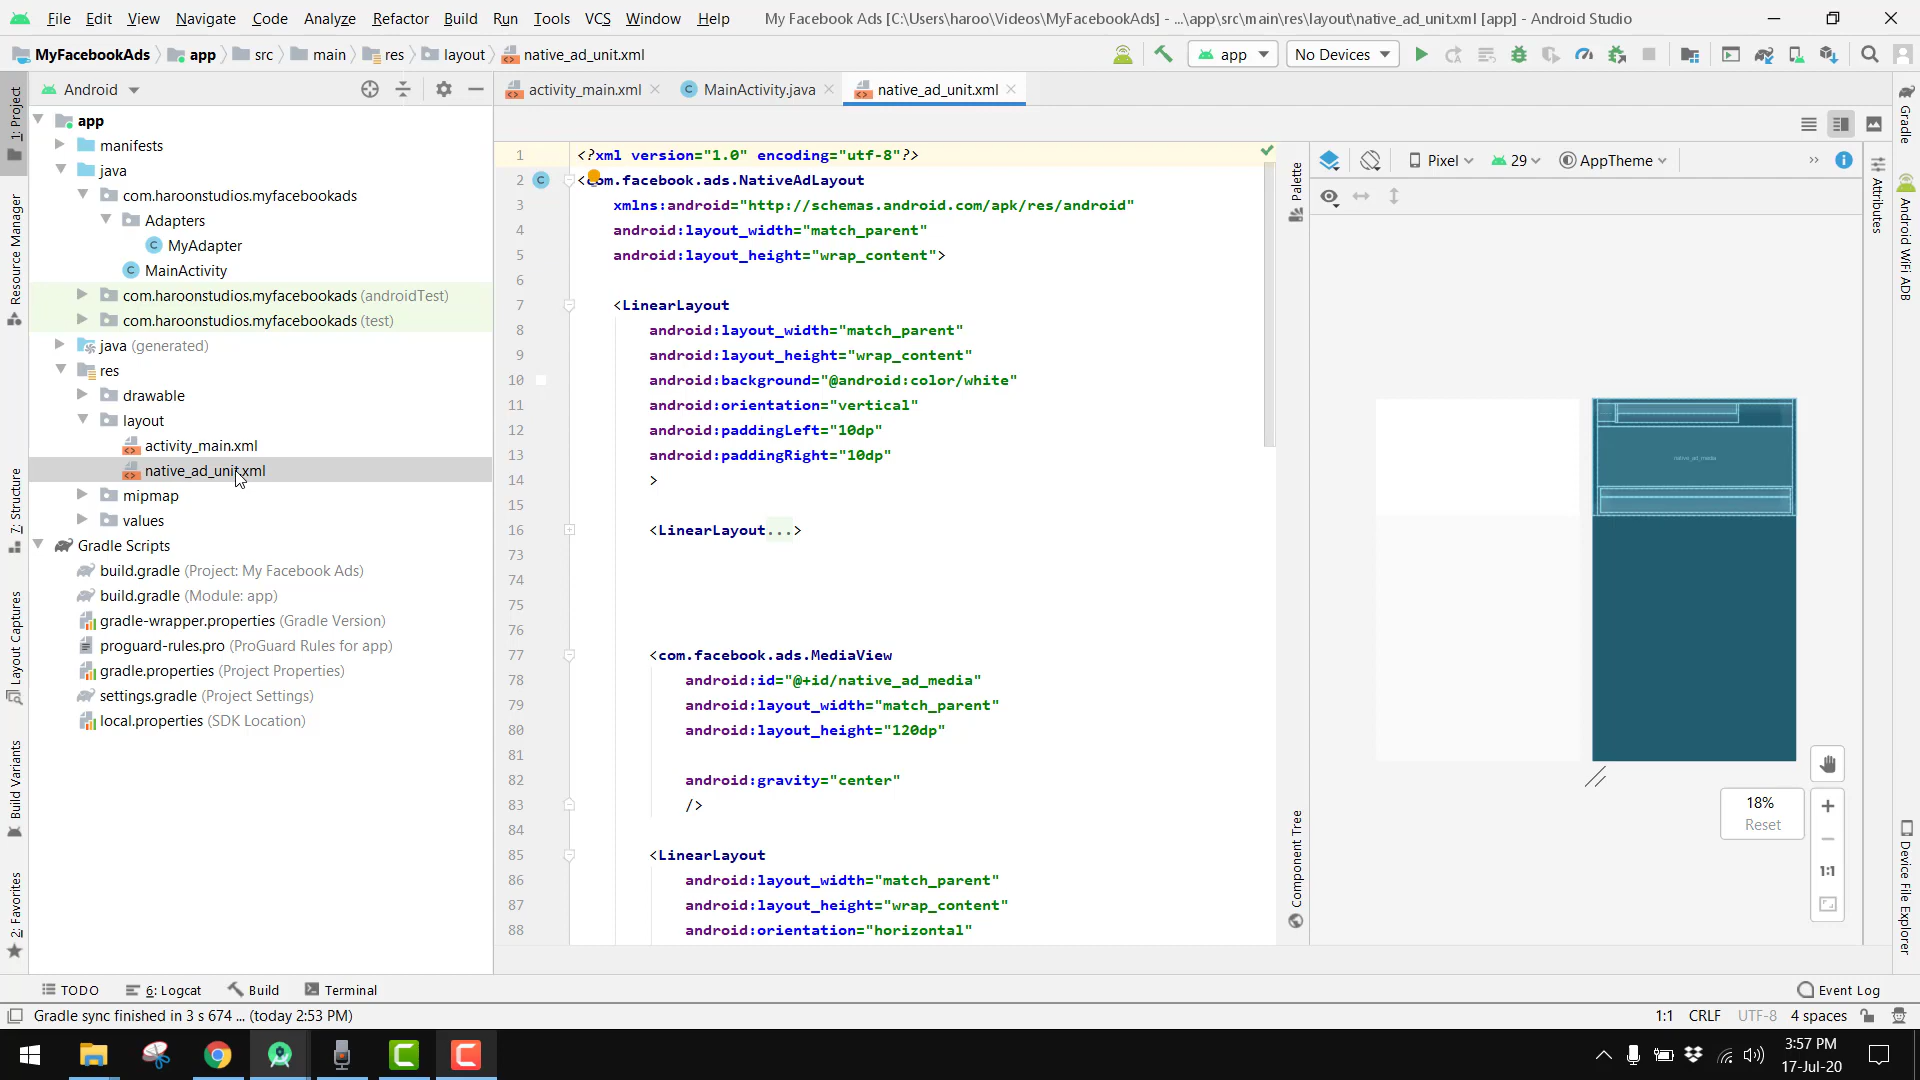 File Edit View Navigate Code Analyze Refactor Build Run Tools VCS Window Help My Facebook Ads [C:\Users\haroo\Videos\MyFacebookAds] - ...\app\src\main\res\layout\native_ad_unit.xml [app] - Android Studio
MyFacebookAds app src main res layout native_ad_unit.xml app No Devices
Android
activity_main.xml MainActivity.java native_ad_unit.xml
1: Project
Resource Manager
7: Structure
Layout Captures
Build Variants
2: Favorites
app
manifests
java
com.haroonstudios.myfacebookads
Adapters
MyAdapter
MainActivity
com.haroonstudios.myfacebookads (androidTest)
com.haroonstudios.myfacebookads (test)
java (generated)
res
drawable
layout
activity_main.xml
native_ad_unit.xml
mipmap
values
Gradle Scripts
build.gradle (Project: My Facebook Ads)
build.gradle (Module: app)
gradle-wrapper.properties (Gradle Version)
proguard-rules.pro (ProGuard Rules for app)
gradle.properties (Project Properties)
settings.gradle (Project Settings)
local.properties (SDK Location)
1 <?xml version="1.0" encoding="utf-8"?>
2 <com.facebook.ads.NativeAdLayout
3 xmlns:android="http://schemas.android.com/apk/res/android"
4 android:layout_width="match_parent"
5 android:layout_height="wrap_content">
6
7 <LinearLayout
8 android:layout_width="match_parent"
9 android:layout_height="wrap_content"
10 android:background="@android:color/white"
11 android:orientation="vertical"
12 android:paddingLeft="10dp"
13 android:paddingRight="10dp"
14 >
15
16 <LinearLayout...>
73
74
75
76
77 <com.facebook.ads.MediaView
78 android:id="@+id/native_ad_media"
79 android:layout_width="match_parent"
80 android:layout_height="120dp"
81
82 android:gravity="center"
83 />
84
85 <LinearLayout
86 android:layout_width="match_parent"
87 android:layout_height="wrap_content"
88 android:orientation="horizontal"
Palette
Component Tree
Pixel 29 AppTheme
native_ad_media
18%
Reset
1:1
Attributes
Gradle
Android WiFi ADB
Device File Explorer
TODO 6: Logcat Build Terminal Event Log
Gradle sync finished in 3 s 674 ... (today 2:53 PM) 1:1 CRLF UTF-8 4 spaces
3:57 PM
17-Jul-20